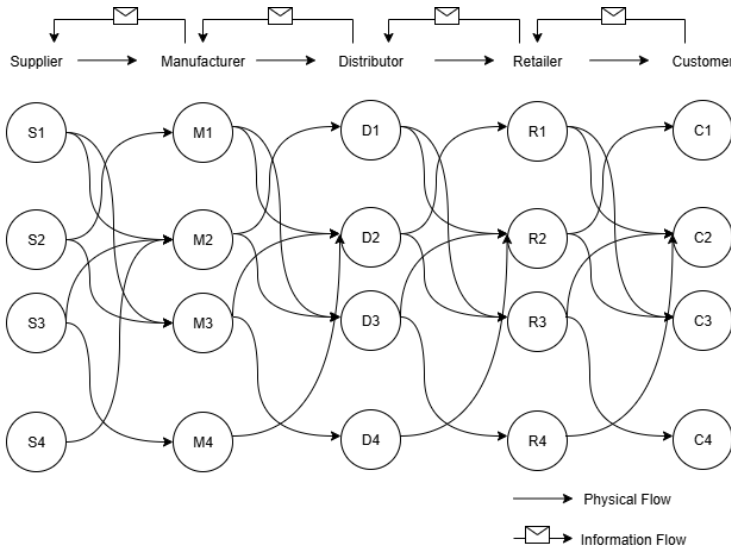 Supplier Manufacturer Distributor Retailer Customer
S1 M1 D1 R1 C1
S2 M2 D2 R2 C2
S3 M3 D3 R3 C3
S4 M4 D4 R4 C4
Physical Flow
Information Flow